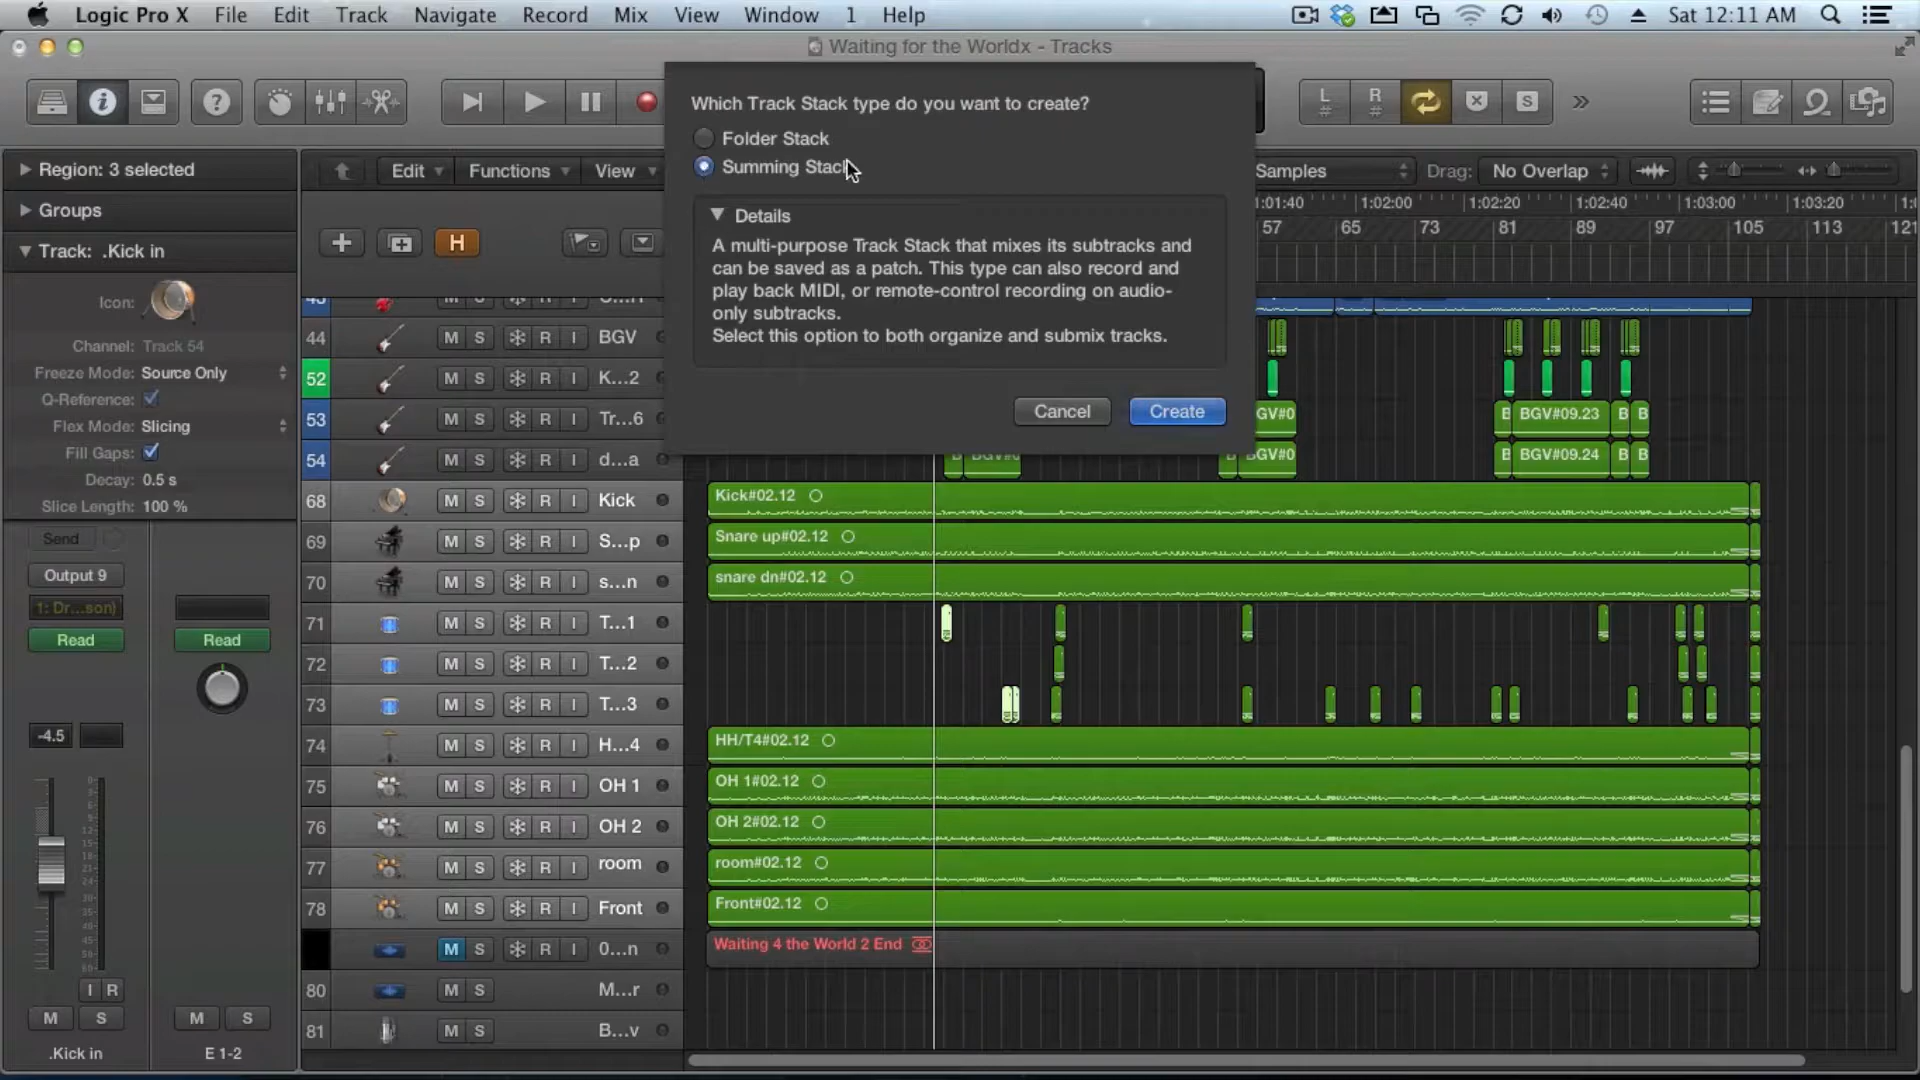 Logic Pro X File Edit Track Navigate Record Mix View Window 1 Help Sat 12:11 AM
Waiting for the Worldx - Tracks
Which Track Stack type do you want to create?
Folder Stack
Summing Stack
Details
A multi-purpose Track Stack that mixes its subtracks and
can be saved as a patch. This type can also record and
play back MIDI, or remote-control recording on audio-
only subtracks.
Select this option to both organize and submix tracks.
Cancel Create
L R S
Region: 3 selected
Groups
Track: .Kick in
Icon:
Channel: Track 54
Freeze Mode: Source Only
Q-Reference:
Flex Mode: Slicing
Fill Gaps:
Decay: 0.5 s
Slice Length: 100 %
Send
Output 9
1: Dr...son)
Read Read
-4.5
I R
M S M S
.Kick in E 1-2
Edit Functions View
H
Samples Drag: No Overlap
1:01:40 1:02:00 1:02:20 1:02:40 1:03:00 1:03:20
57 65 73 81 89 97 105 113 121
44 M S R I BGV
52 M S R I K...2
53 M S R I Tr...6 GV#0 B BGV#09.23 B B
54 M S R I d...a GV#0 B BGV#09.24 B B
68 M S R I Kick Kick#02.12
69 M S R I S...p Snare up#02.12
70 M S R I s...n snare dn#02.12
71 M S R I T...1
72 M S R I T...2
73 M S R I T...3
74 M S R I H...4 HH/T4#02.12
75 M S R I OH 1 OH 1#02.12
76 M S R I OH 2 OH 2#02.12
77 M S R I room room#02.12
78 M S R I Front Front#02.12
M S R I 0...n Waiting 4 the World 2 End
80 M S M...r
81 M S B...v